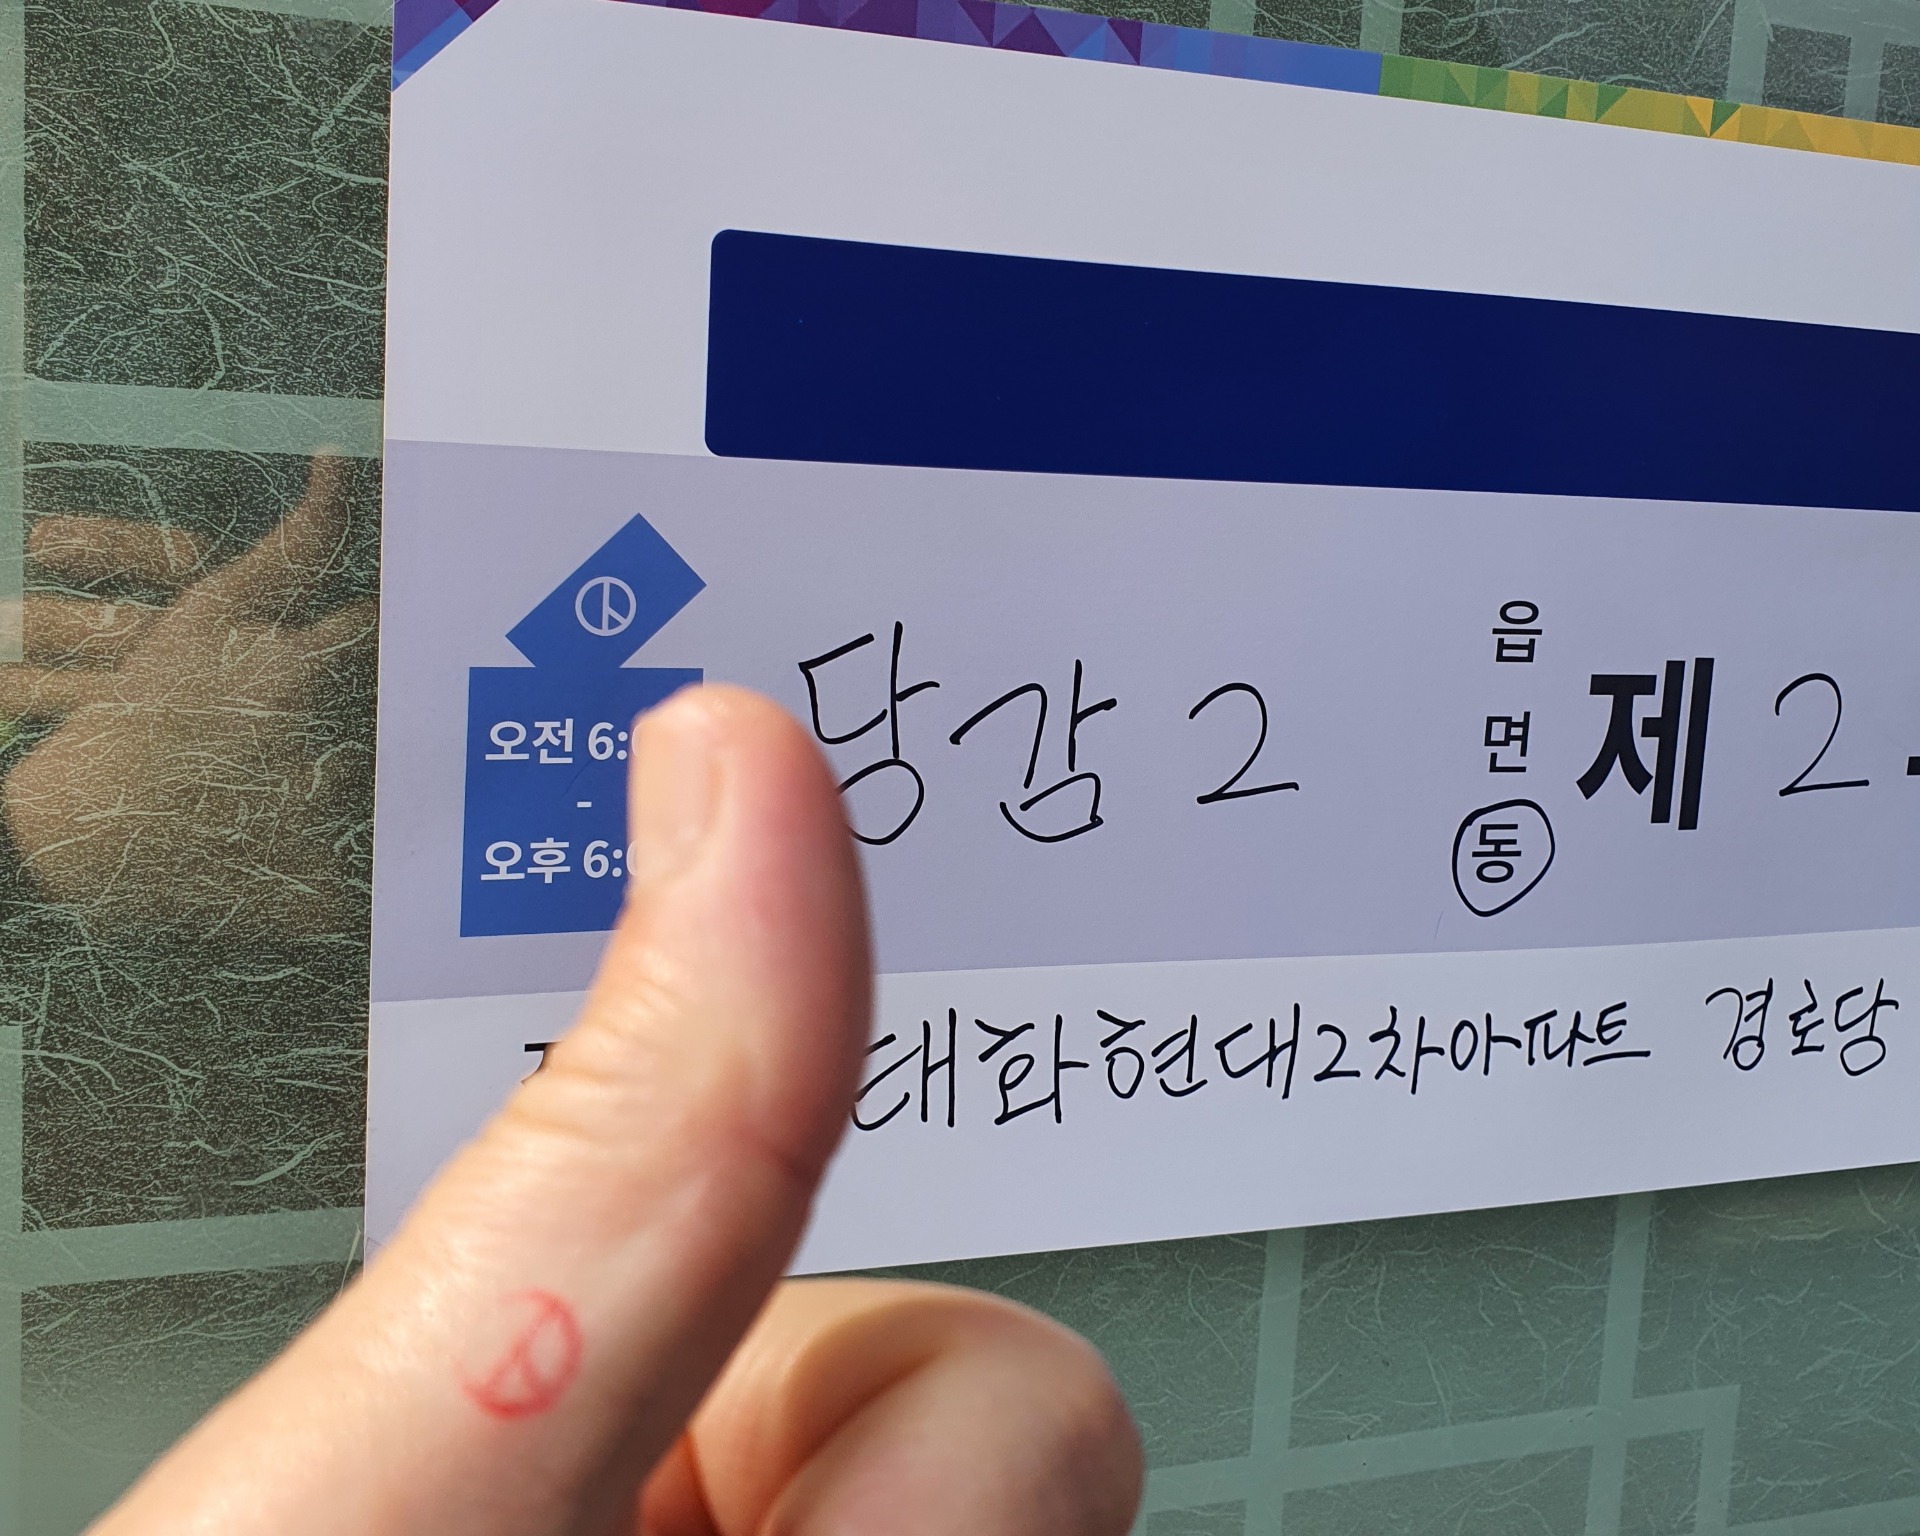 오전 6:
-
오후 6:
당감 2 읍 면 동 제 2
대화현대2차아파트 경로당